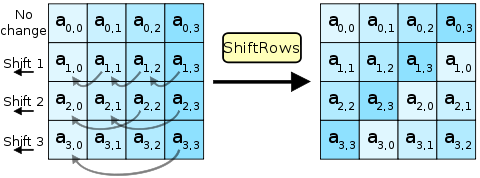 No change a0,0 a0,1 a0,2 a0,3
Shift 1 a1,0 a1,1 a1,2 a1,3
Shift 2 a2,0 a2,1 a2,2 a2,3
Shift 3 a3,0 a3,1 a3,2 a3,3
ShiftRows
a0,0 a0,1 a0,2 a0,3
a1,1 a1,2 a1,3 a1,0
a2,2 a2,3 a2,0 a2,1
a3,3 a3,0 a3,1 a3,2